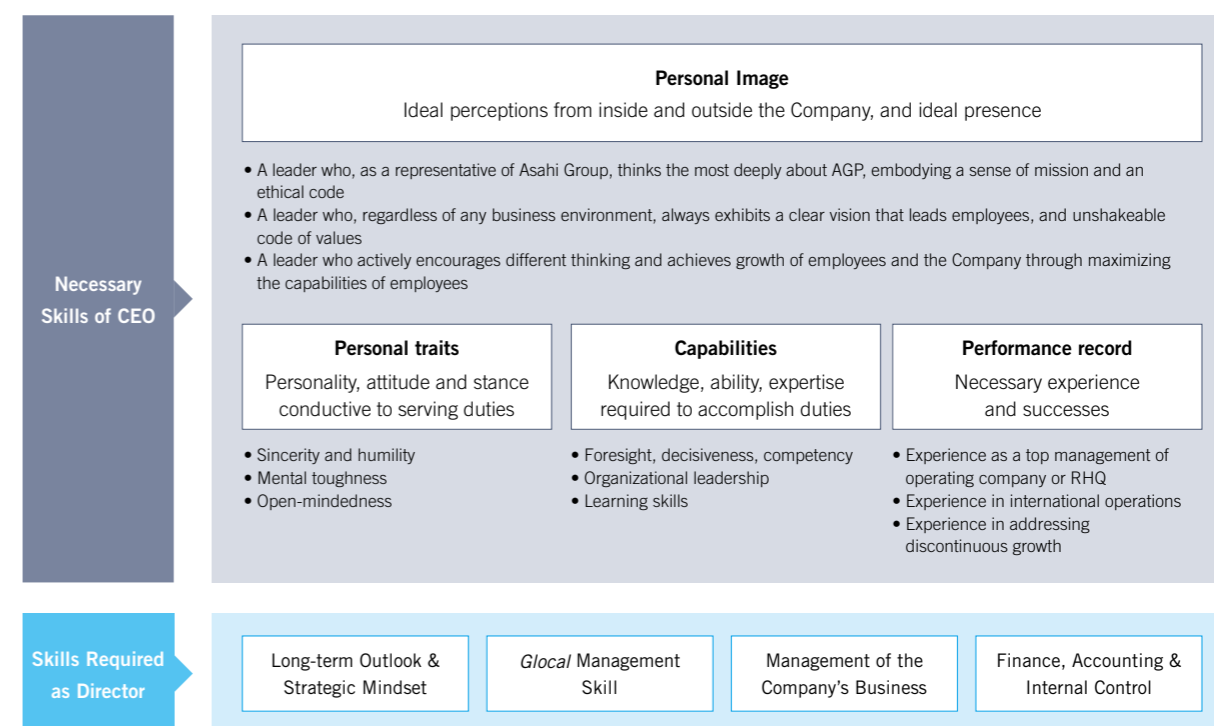 Necessary
Skills of CEO
Personal Image
Ideal perceptions from inside and outside the Company, and ideal presence
• A leader who, as a representative of Asahi Group, thinks the most deeply about AGP, embodying a sense of mission and an
ethical code
• A leader who, regardless of any business environment, always exhibits a clear vision that leads employees, and unshakeable
code of values
• A leader who actively encourages different thinking and achieves growth of employees and the Company through maximizing
the capabilities of employees
Personal traits
Personality, attitude and stance
conductive to serving duties
• Sincerity and humility
• Mental toughness
• Open-mindedness
Capabilities
Knowledge, ability, expertise
required to accomplish duties
• Foresight, decisiveness, competency
• Organizational leadership
• Learning skills
Performance record
Necessary experience
and successes
• Experience as a top management of
operating company or RHQ
• Experience in international operations
• Experience in addressing
discontinuous growth
Skills Required
as Director
Long-term Outlook &
Strategic Mindset
Glocal Management
Skill
Management of the
Company’s Business
Finance, Accounting &
Internal Control